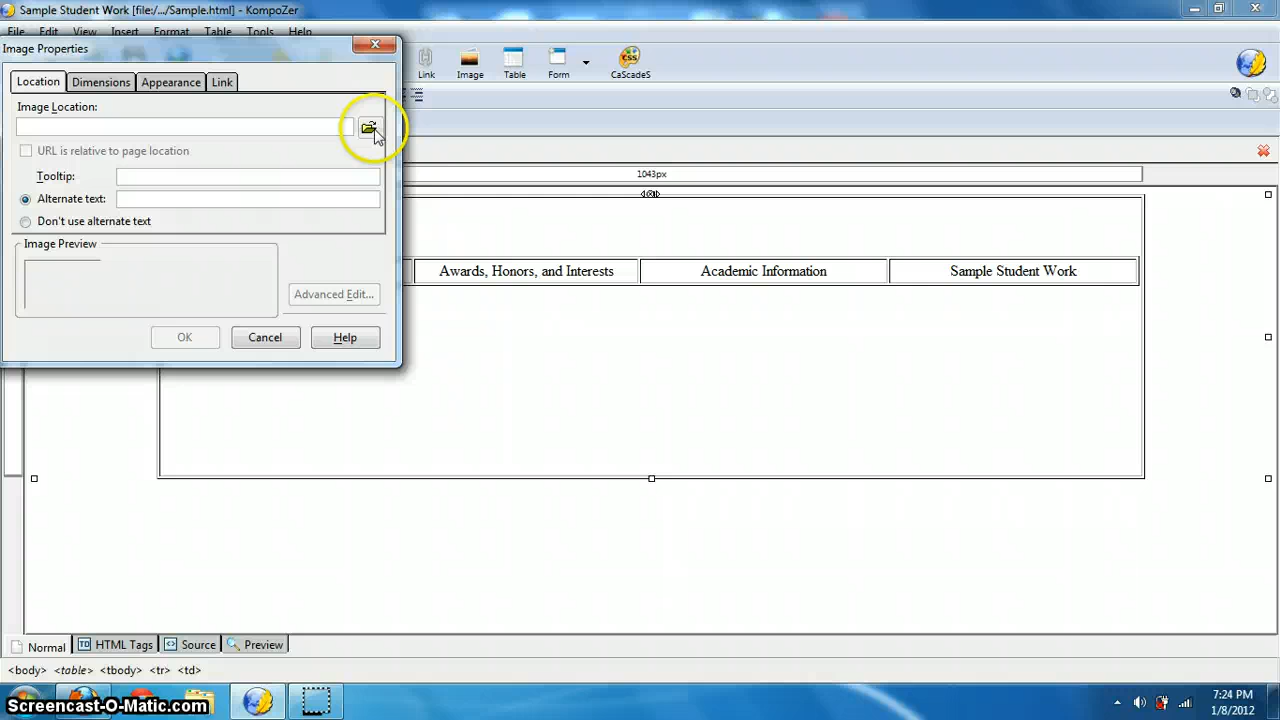 Sample Student Work [file:/.../Sample.html] - KompoZer
File Edit View Insert Format Table Tools Help
Image Properties
Link Image Table Form CaScadeS
Location Dimensions Appearance Link
Image Location:
URL is relative to page location
1043px
Tooltip:
Alternate text:
Don't use alternate text
Image Preview
Awards, Honors, and Interests Academic Information Sample Student Work
Advanced Edit...
OK Cancel Help
Normal HTML Tags Source Preview
<body> <table> <tbody> <tr> <td>
7:24 PM
Screencast-O-Matic.com
1/8/2012